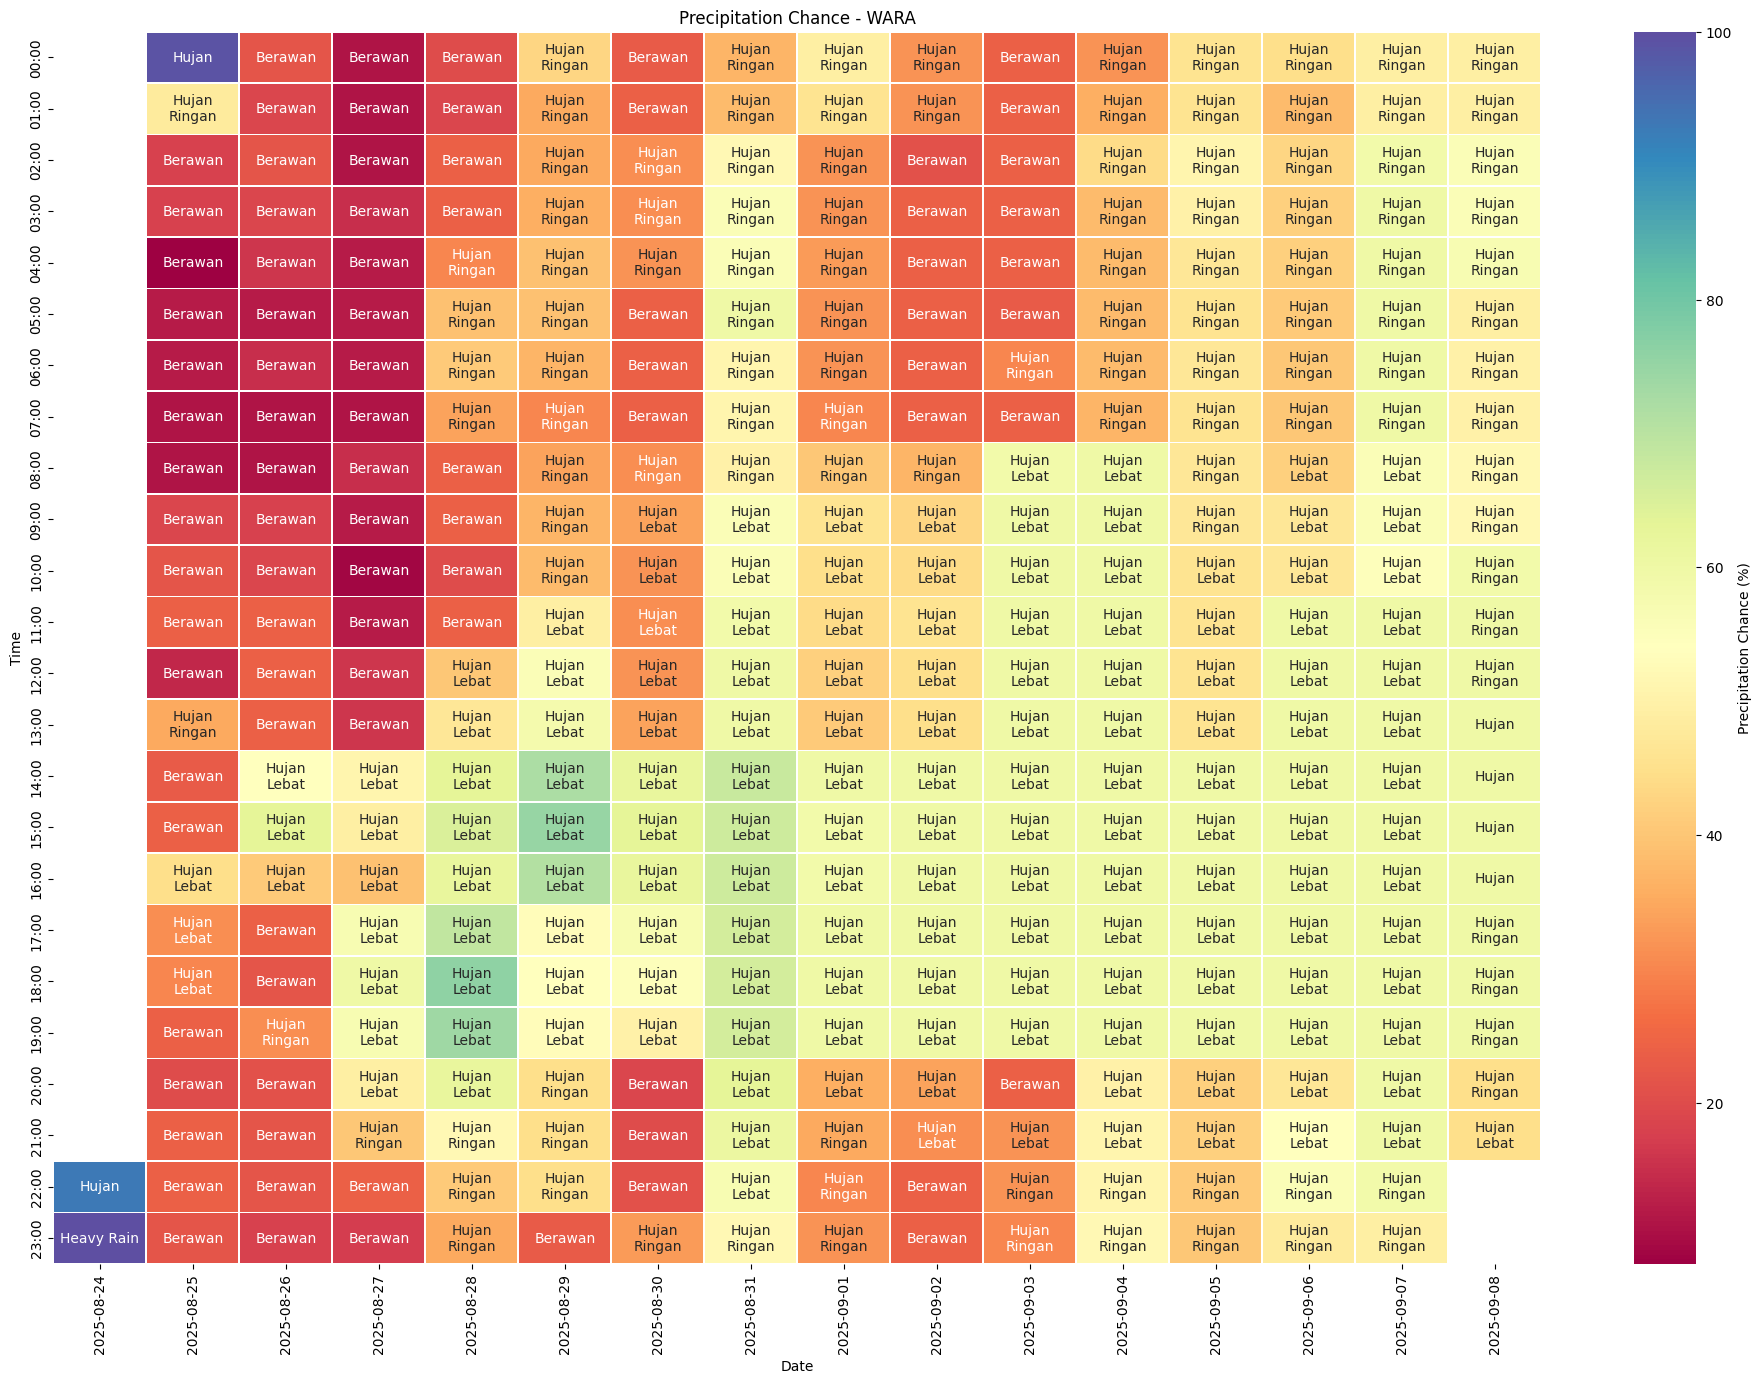 Precipitation Chance - WARA
00:00 Hujan Berawan Berawan Berawan Hujan Ringan Berawan Hujan Ringan Hujan Ringan Hujan Ringan Berawan Hujan Ringan Hujan Ringan Hujan Ringan Hujan Ringan Hujan Ringan
01:00 Hujan Ringan Berawan Berawan Berawan Hujan Ringan Berawan Hujan Ringan Hujan Ringan Hujan Ringan Berawan Hujan Ringan Hujan Ringan Hujan Ringan Hujan Ringan Hujan Ringan
02:00 Berawan Berawan Berawan Berawan Hujan Ringan Hujan Ringan Hujan Ringan Hujan Ringan Berawan Berawan Hujan Ringan Hujan Ringan Hujan Ringan Hujan Ringan Hujan Ringan
03:00 Berawan Berawan Berawan Berawan Hujan Ringan Hujan Ringan Hujan Ringan Hujan Ringan Berawan Berawan Hujan Ringan Hujan Ringan Hujan Ringan Hujan Ringan Hujan Ringan
04:00 Berawan Berawan Berawan Hujan Ringan Hujan Ringan Hujan Ringan Hujan Ringan Hujan Ringan Berawan Berawan Hujan Ringan Hujan Ringan Hujan Ringan Hujan Ringan Hujan Ringan
05:00 Berawan Berawan Berawan Hujan Ringan Hujan Ringan Berawan Hujan Ringan Hujan Ringan Berawan Berawan Hujan Ringan Hujan Ringan Hujan Ringan Hujan Ringan Hujan Ringan
06:00 Berawan Berawan Berawan Hujan Ringan Hujan Ringan Berawan Hujan Ringan Hujan Ringan Berawan Hujan Ringan Hujan Ringan Hujan Ringan Hujan Ringan Hujan Ringan Hujan Ringan
07:00 Berawan Berawan Berawan Hujan Ringan Hujan Ringan Berawan Hujan Ringan Hujan Ringan Berawan Berawan Hujan Ringan Hujan Ringan Hujan Ringan Hujan Ringan Hujan Ringan
08:00 Berawan Berawan Berawan Berawan Hujan Ringan Hujan Ringan Hujan Ringan Hujan Ringan Hujan Ringan Hujan Lebat Hujan Lebat Hujan Ringan Hujan Lebat Hujan Lebat Hujan Ringan
09:00 Berawan Berawan Berawan Berawan Hujan Ringan Hujan Lebat Hujan Lebat Hujan Lebat Hujan Lebat Hujan Lebat Hujan Lebat Hujan Ringan Hujan Lebat Hujan Lebat Hujan Ringan
10:00 Berawan Berawan Berawan Berawan Hujan Ringan Hujan Lebat Hujan Lebat Hujan Lebat Hujan Lebat Hujan Lebat Hujan Lebat Hujan Lebat Hujan Lebat Hujan Lebat Hujan Ringan
11:00 Berawan Berawan Berawan Berawan Hujan Lebat Hujan Lebat Hujan Lebat Hujan Lebat Hujan Lebat Hujan Lebat Hujan Lebat Hujan Lebat Hujan Lebat Hujan Lebat Hujan Ringan
12:00 Berawan Berawan Berawan Hujan Lebat Hujan Lebat Hujan Lebat Hujan Lebat Hujan Lebat Hujan Lebat Hujan Lebat Hujan Lebat Hujan Lebat Hujan Lebat Hujan Lebat Hujan Ringan
13:00 Hujan Ringan Berawan Berawan Hujan Lebat Hujan Lebat Hujan Lebat Hujan Lebat Hujan Lebat Hujan Lebat Hujan Lebat Hujan Lebat Hujan Lebat Hujan Lebat Hujan Lebat Hujan
14:00 Berawan Hujan Lebat Hujan Lebat Hujan Lebat Hujan Lebat Hujan Lebat Hujan Lebat Hujan Lebat Hujan Lebat Hujan Lebat Hujan Lebat Hujan Lebat Hujan Lebat Hujan Lebat Hujan
15:00 Berawan Hujan Lebat Hujan Lebat Hujan Lebat Hujan Lebat Hujan Lebat Hujan Lebat Hujan Lebat Hujan Lebat Hujan Lebat Hujan Lebat Hujan Lebat Hujan Lebat Hujan Lebat Hujan
16:00 Hujan Lebat Hujan Lebat Hujan Lebat Hujan Lebat Hujan Lebat Hujan Lebat Hujan Lebat Hujan Lebat Hujan Lebat Hujan Lebat Hujan Lebat Hujan Lebat Hujan Lebat Hujan Lebat Hujan
17:00 Hujan Lebat Berawan Hujan Lebat Hujan Lebat Hujan Lebat Hujan Lebat Hujan Lebat Hujan Lebat Hujan Lebat Hujan Lebat Hujan Lebat Hujan Lebat Hujan Lebat Hujan Lebat Hujan Ringan
18:00 Hujan Lebat Berawan Hujan Lebat Hujan Lebat Hujan Lebat Hujan Lebat Hujan Lebat Hujan Lebat Hujan Lebat Hujan Lebat Hujan Lebat Hujan Lebat Hujan Lebat Hujan Lebat Hujan Ringan
19:00 Berawan Hujan Ringan Hujan Lebat Hujan Lebat Hujan Lebat Hujan Lebat Hujan Lebat Hujan Lebat Hujan Lebat Hujan Lebat Hujan Lebat Hujan Lebat Hujan Lebat Hujan Lebat Hujan Ringan
20:00 Berawan Berawan Hujan Lebat Hujan Lebat Hujan Ringan Berawan Hujan Lebat Hujan Lebat Hujan Lebat Berawan Hujan Lebat Hujan Lebat Hujan Lebat Hujan Lebat Hujan Ringan
21:00 Berawan Berawan Hujan Ringan Hujan Ringan Hujan Ringan Berawan Hujan Lebat Hujan Ringan Hujan Lebat Hujan Lebat Hujan Lebat Hujan Lebat Hujan Lebat Hujan Lebat Hujan Lebat
22:00 Hujan Berawan Berawan Berawan Hujan Ringan Hujan Ringan Berawan Hujan Lebat Hujan Ringan Berawan Hujan Ringan Hujan Ringan Hujan Ringan Hujan Ringan Hujan Ringan
23:00 Heavy Rain Berawan Berawan Berawan Hujan Ringan Berawan Hujan Ringan Hujan Ringan Hujan Ringan Berawan Hujan Ringan Hujan Ringan Hujan Ringan Hujan Ringan Hujan Ringan
Time
2025-08-24 2025-08-25 2025-08-26 2025-08-27 2025-08-28 2025-08-29 2025-08-30 2025-08-31 2025-09-01 2025-09-02 2025-09-03 2025-09-04 2025-09-05 2025-09-06 2025-09-07 2025-09-08
Date
100
80
60
40
20
Precipitation Chance (%)